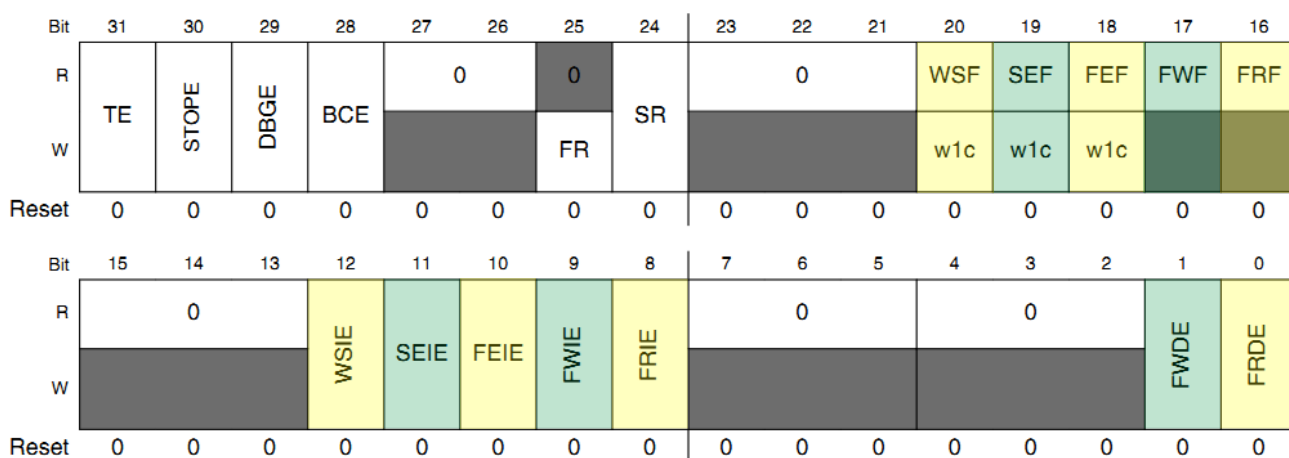 Bit 31 30 29 28 27 26 25 24 23 22 21 20 19 18 17 16
R 0 0 0 WSF SEF FEF FWF FRF
TE STOPE DBGE BCE SR
W FR w1c w1c w1c
Reset 0 0 0 0 0 0 0 0 0 0 0 0 0 0 0 0
Bit 15 14 13 12 11 10 9 8 7 6 5 4 3 2 1 0
R 0 0 0
WSIE SEIE FEIE FWIE FRIE FWDE FRDE
W
Reset 0 0 0 0 0 0 0 0 0 0 0 0 0 0 0 0